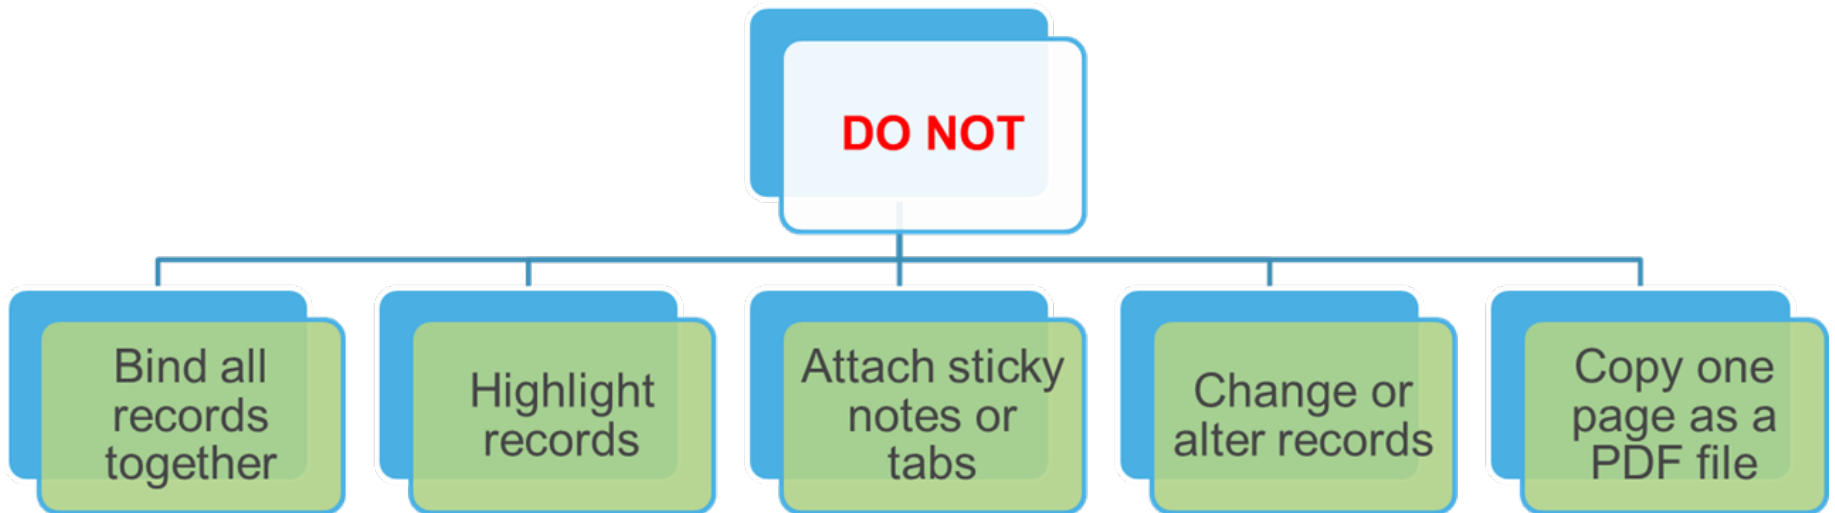 DO NOT
Bind all
records
together
Highlight
records
Attach sticky
notes or
tabs
Change or
alter records
Copy one
page as a
PDF file